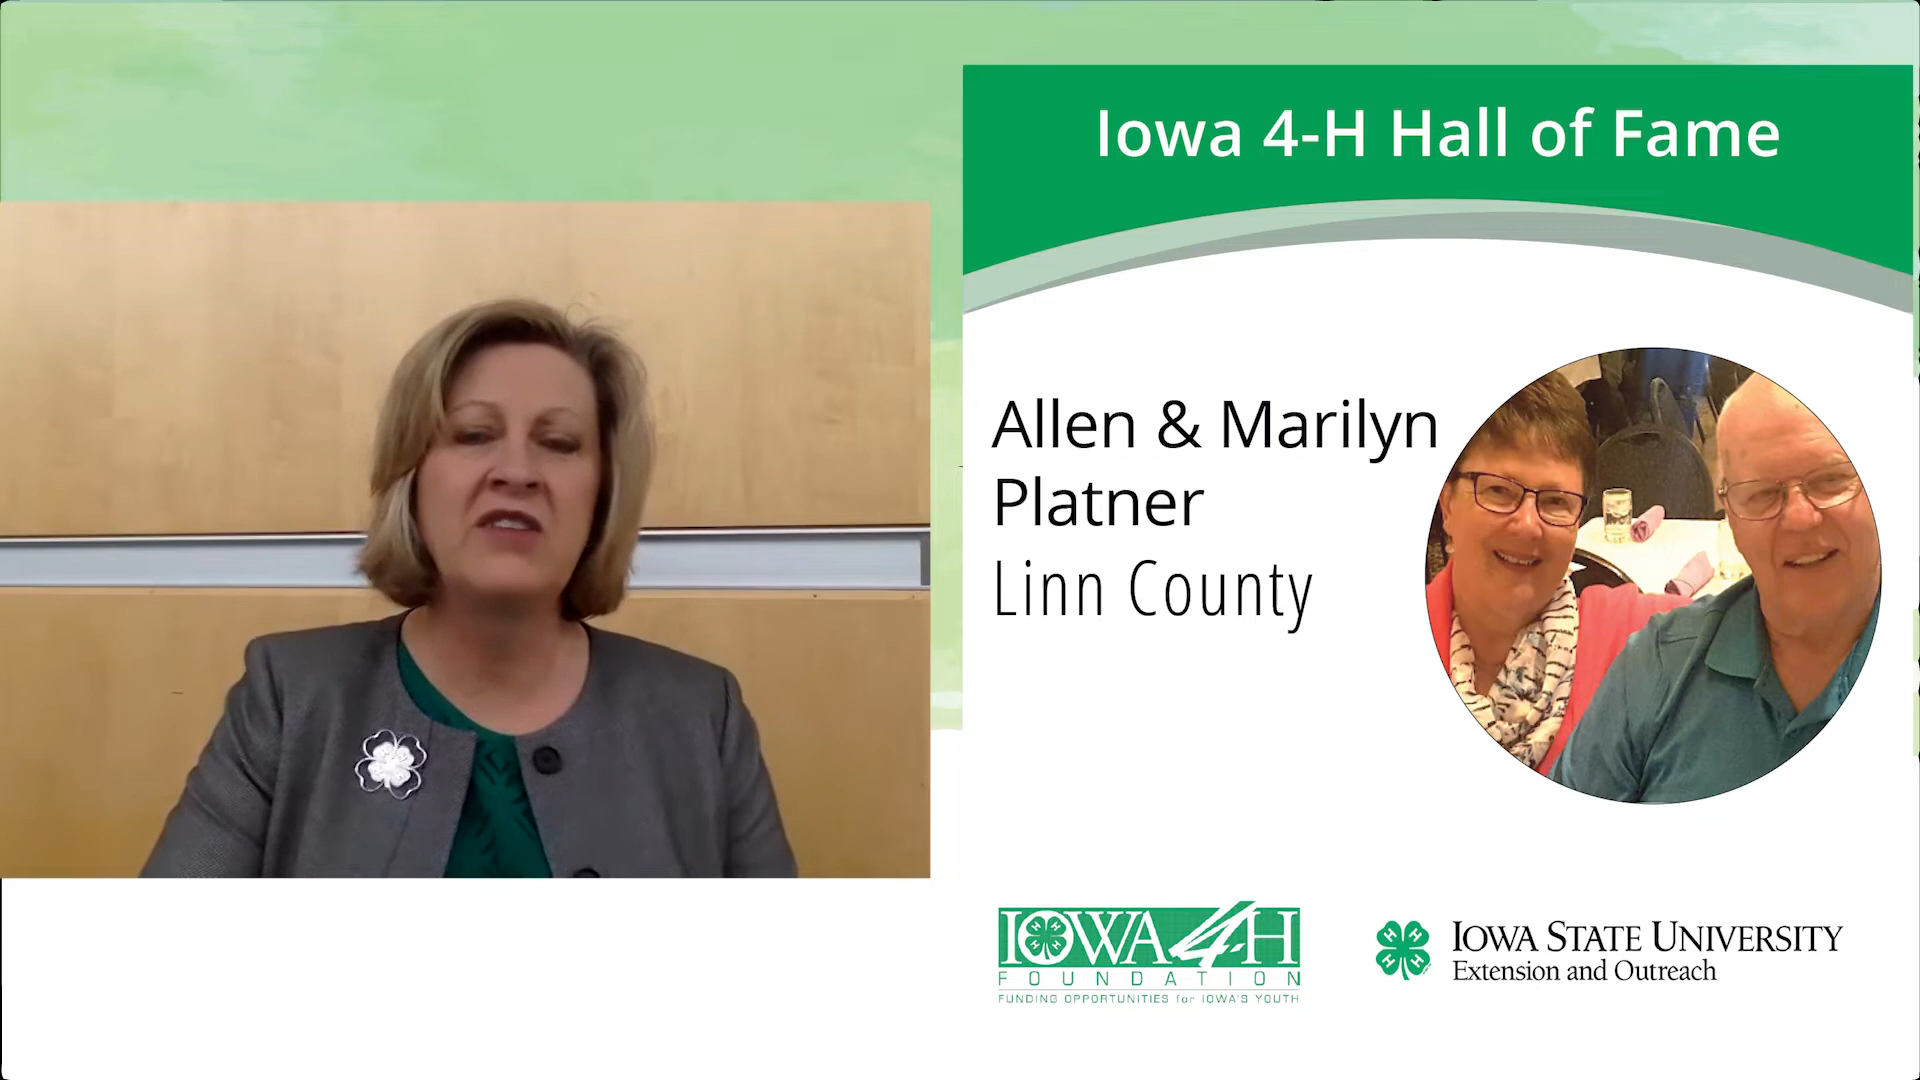 Iowa 4-H Hall of Fame
Allen & Marilyn
Platner
Linn County
IOWA 4-H
FOUNDATION
FUNDING OPPORTUNITIES for IOWA'S YOUTH
H H H H
IOWA STATE UNIVERSITY
Extension and Outreach